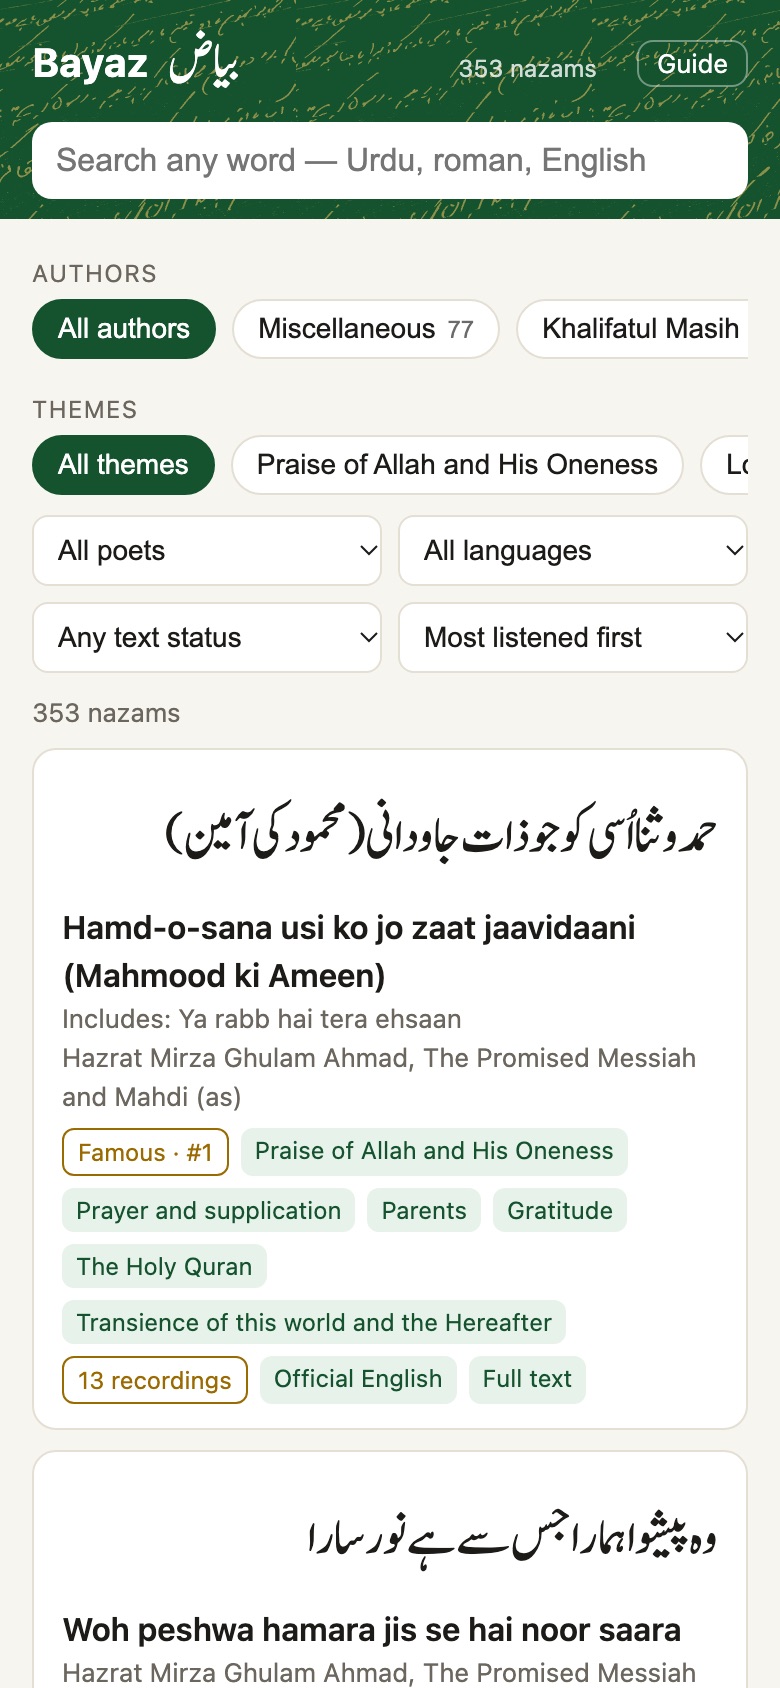 Bayaz بیاض
353 nazams
Guide
Search any word — Urdu, roman, English
AUTHORS
All authors
Miscellaneous 77
Khalifatul Masih
THEMES
All themes
Praise of Allah and His Oneness
All poets
All languages
Any text status
Most listened first
353 nazams
حمد و ثنا اُسی کو جو ذات جاودانی (محمود کی آمین)
Hamd-o-sana usi ko jo zaat jaavidaani
(Mahmood ki Ameen)
Includes: Ya rabb hai tera ehsaan
Hazrat Mirza Ghulam Ahmad, The Promised Messiah
and Mahdi (as)
Famous · #1
Praise of Allah and His Oneness
Prayer and supplication
Parents
Gratitude
The Holy Quran
Transience of this world and the Hereafter
13 recordings
Official English
Full text
وہ پیشوا ہمارا جس سے ہے نور سارا
Woh peshwa hamara jis se hai noor saara
Hazrat Mirza Ghulam Ahmad, The Promised Messiah